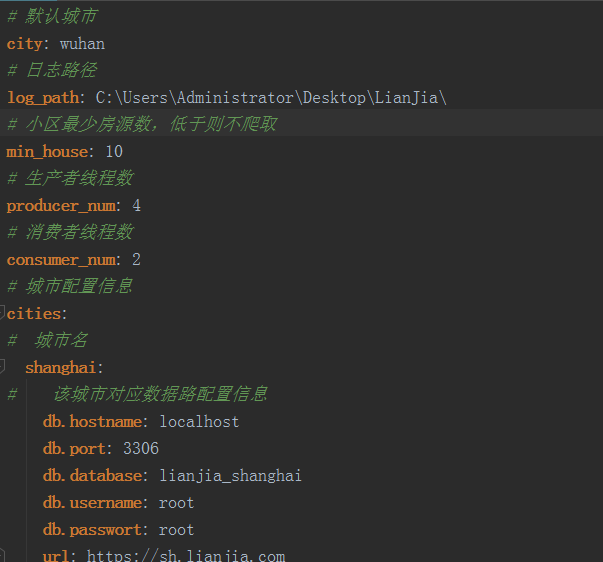 # 默认城市
city: wuhan
# 日志路径
log_path: C:\Users\Administrator\Desktop\LianJia\
# 小区最少房源数，低于则不爬取
min_house: 10
# 生产者线程数
producer_num: 4
# 消费者线程数
consumer_num: 2
# 城市配置信息
cities:
#  城市名
  shanghai:
#    该城市对应数据路配置信息
    db.hostname: localhost
    db.port: 3306
    db.database: lianjia_shanghai
    db.username: root
    db.passwort: root
    url: https://sh.lianjia.com